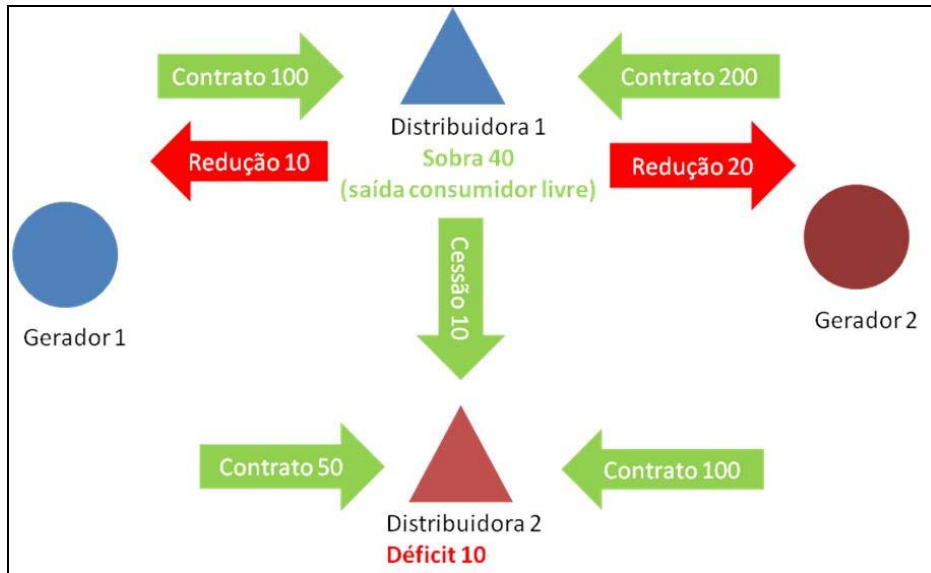 Contrato 100
Contrato 200
Distribuidora 1
Sobra 40
(saída consumidor livre)
Redução 10
Redução 20
Cessão 10
Gerador 1
Gerador 2
Contrato 50
Contrato 100
Distribuidora 2
Déficit 10